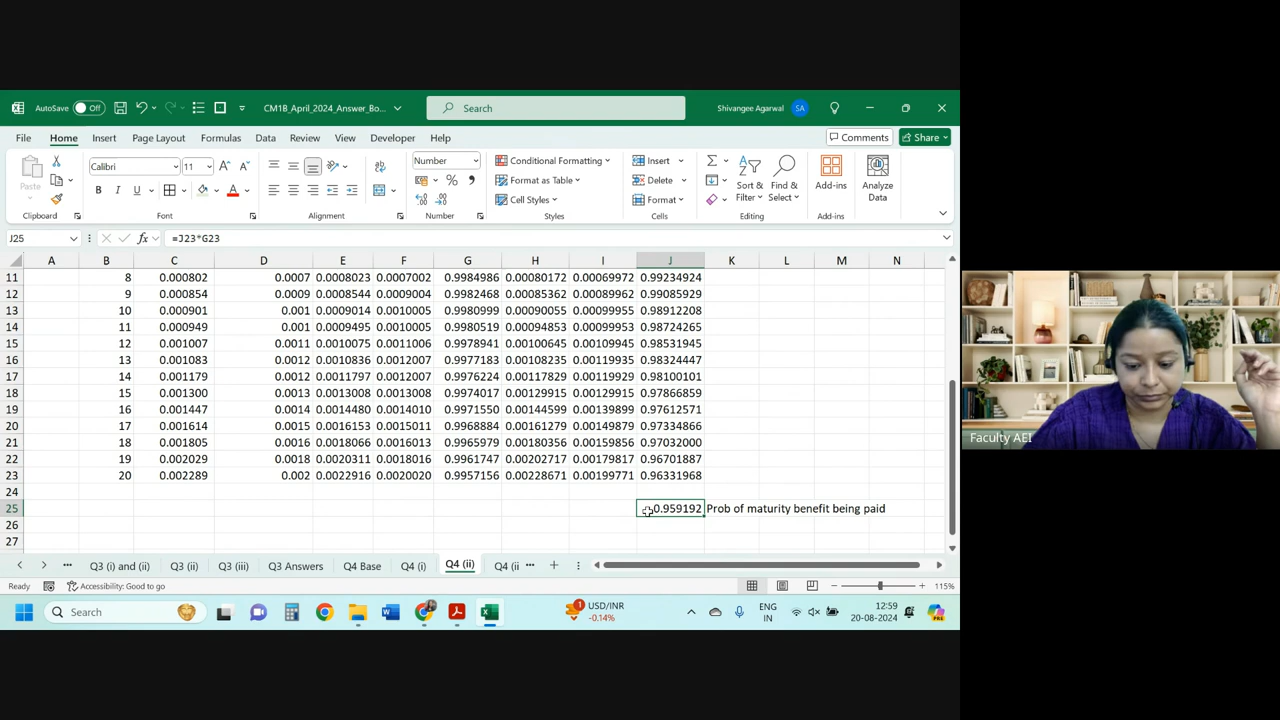 AutoSave Off CM1B_April_2024_Answer_Bo... Search Shivangee Agarwal SA
File Home Insert Page Layout Formulas Data Review View Developer Help Comments Share
Paste Calibri 11 B I U A Number % Conditional Formatting Format as Table Cell Styles Insert Delete Format Sort & Filter Find & Select Add-ins Analyze Data
Clipboard Font Alignment Number Styles Cells Editing Add-ins
J25 fx =J23*G23
A B C D E F G H I J K L M N
11 8 0.000802 0.0007 0.0008023 0.0007002 0.9984986 0.00080172 0.00069972 0.99234924
12 9 0.000854 0.0009 0.0008544 0.0009004 0.9982468 0.00085362 0.00089962 0.99085929
13 10 0.000901 0.001 0.0009014 0.0010005 0.9980999 0.00090055 0.00099955 0.98912208
14 11 0.000949 0.001 0.0009495 0.0010005 0.9980519 0.00094853 0.00099953 0.98724265
15 12 0.001007 0.0011 0.0010075 0.0011006 0.9978941 0.00100645 0.00109945 0.98531945
16 13 0.001083 0.0012 0.0010836 0.0012007 0.9977183 0.00108235 0.00119935 0.98324447
17 14 0.001179 0.0012 0.0011797 0.0012007 0.9976224 0.00117829 0.00119929 0.98100101
18 15 0.001300 0.0013 0.0013008 0.0013008 0.9974017 0.00129915 0.00129915 0.97866859
19 16 0.001447 0.0014 0.0014480 0.0014010 0.9971550 0.00144599 0.00139899 0.97612571
20 17 0.001614 0.0015 0.0016153 0.0015011 0.9968884 0.00161279 0.00149879 0.97334866
21 18 0.001805 0.0016 0.0018066 0.0016013 0.9965979 0.00180356 0.00159856 0.97032000
22 19 0.002029 0.0018 0.0020311 0.0018016 0.9961747 0.00202717 0.00179817 0.96701887
23 20 0.002289 0.002 0.0022916 0.0020020 0.9957156 0.00228671 0.00199771 0.96331968
24
25 0.959192 Prob of maturity benefit being paid
26
27
Faculty AEI
... Q3 (i) and (ii) Q3 (ii) Q3 (iii) Q3 Answers Q4 Base Q4 (i) Q4 (ii) Q4 (ii ...
Ready Accessibility: Good to go 115%
Search USD/INR -0.14% ENG IN 12:59 20-08-2024